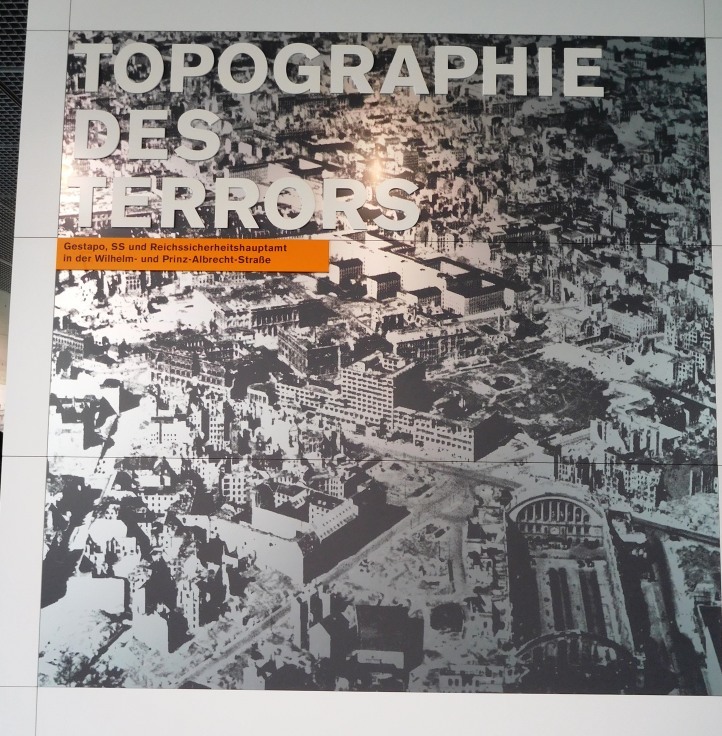 TOPOGRAPHIE
DES
TERRORS
Gestapo, SS und Reichssicherheitshauptamt
in der Wilhelm- und Prinz-Albrecht-Straße